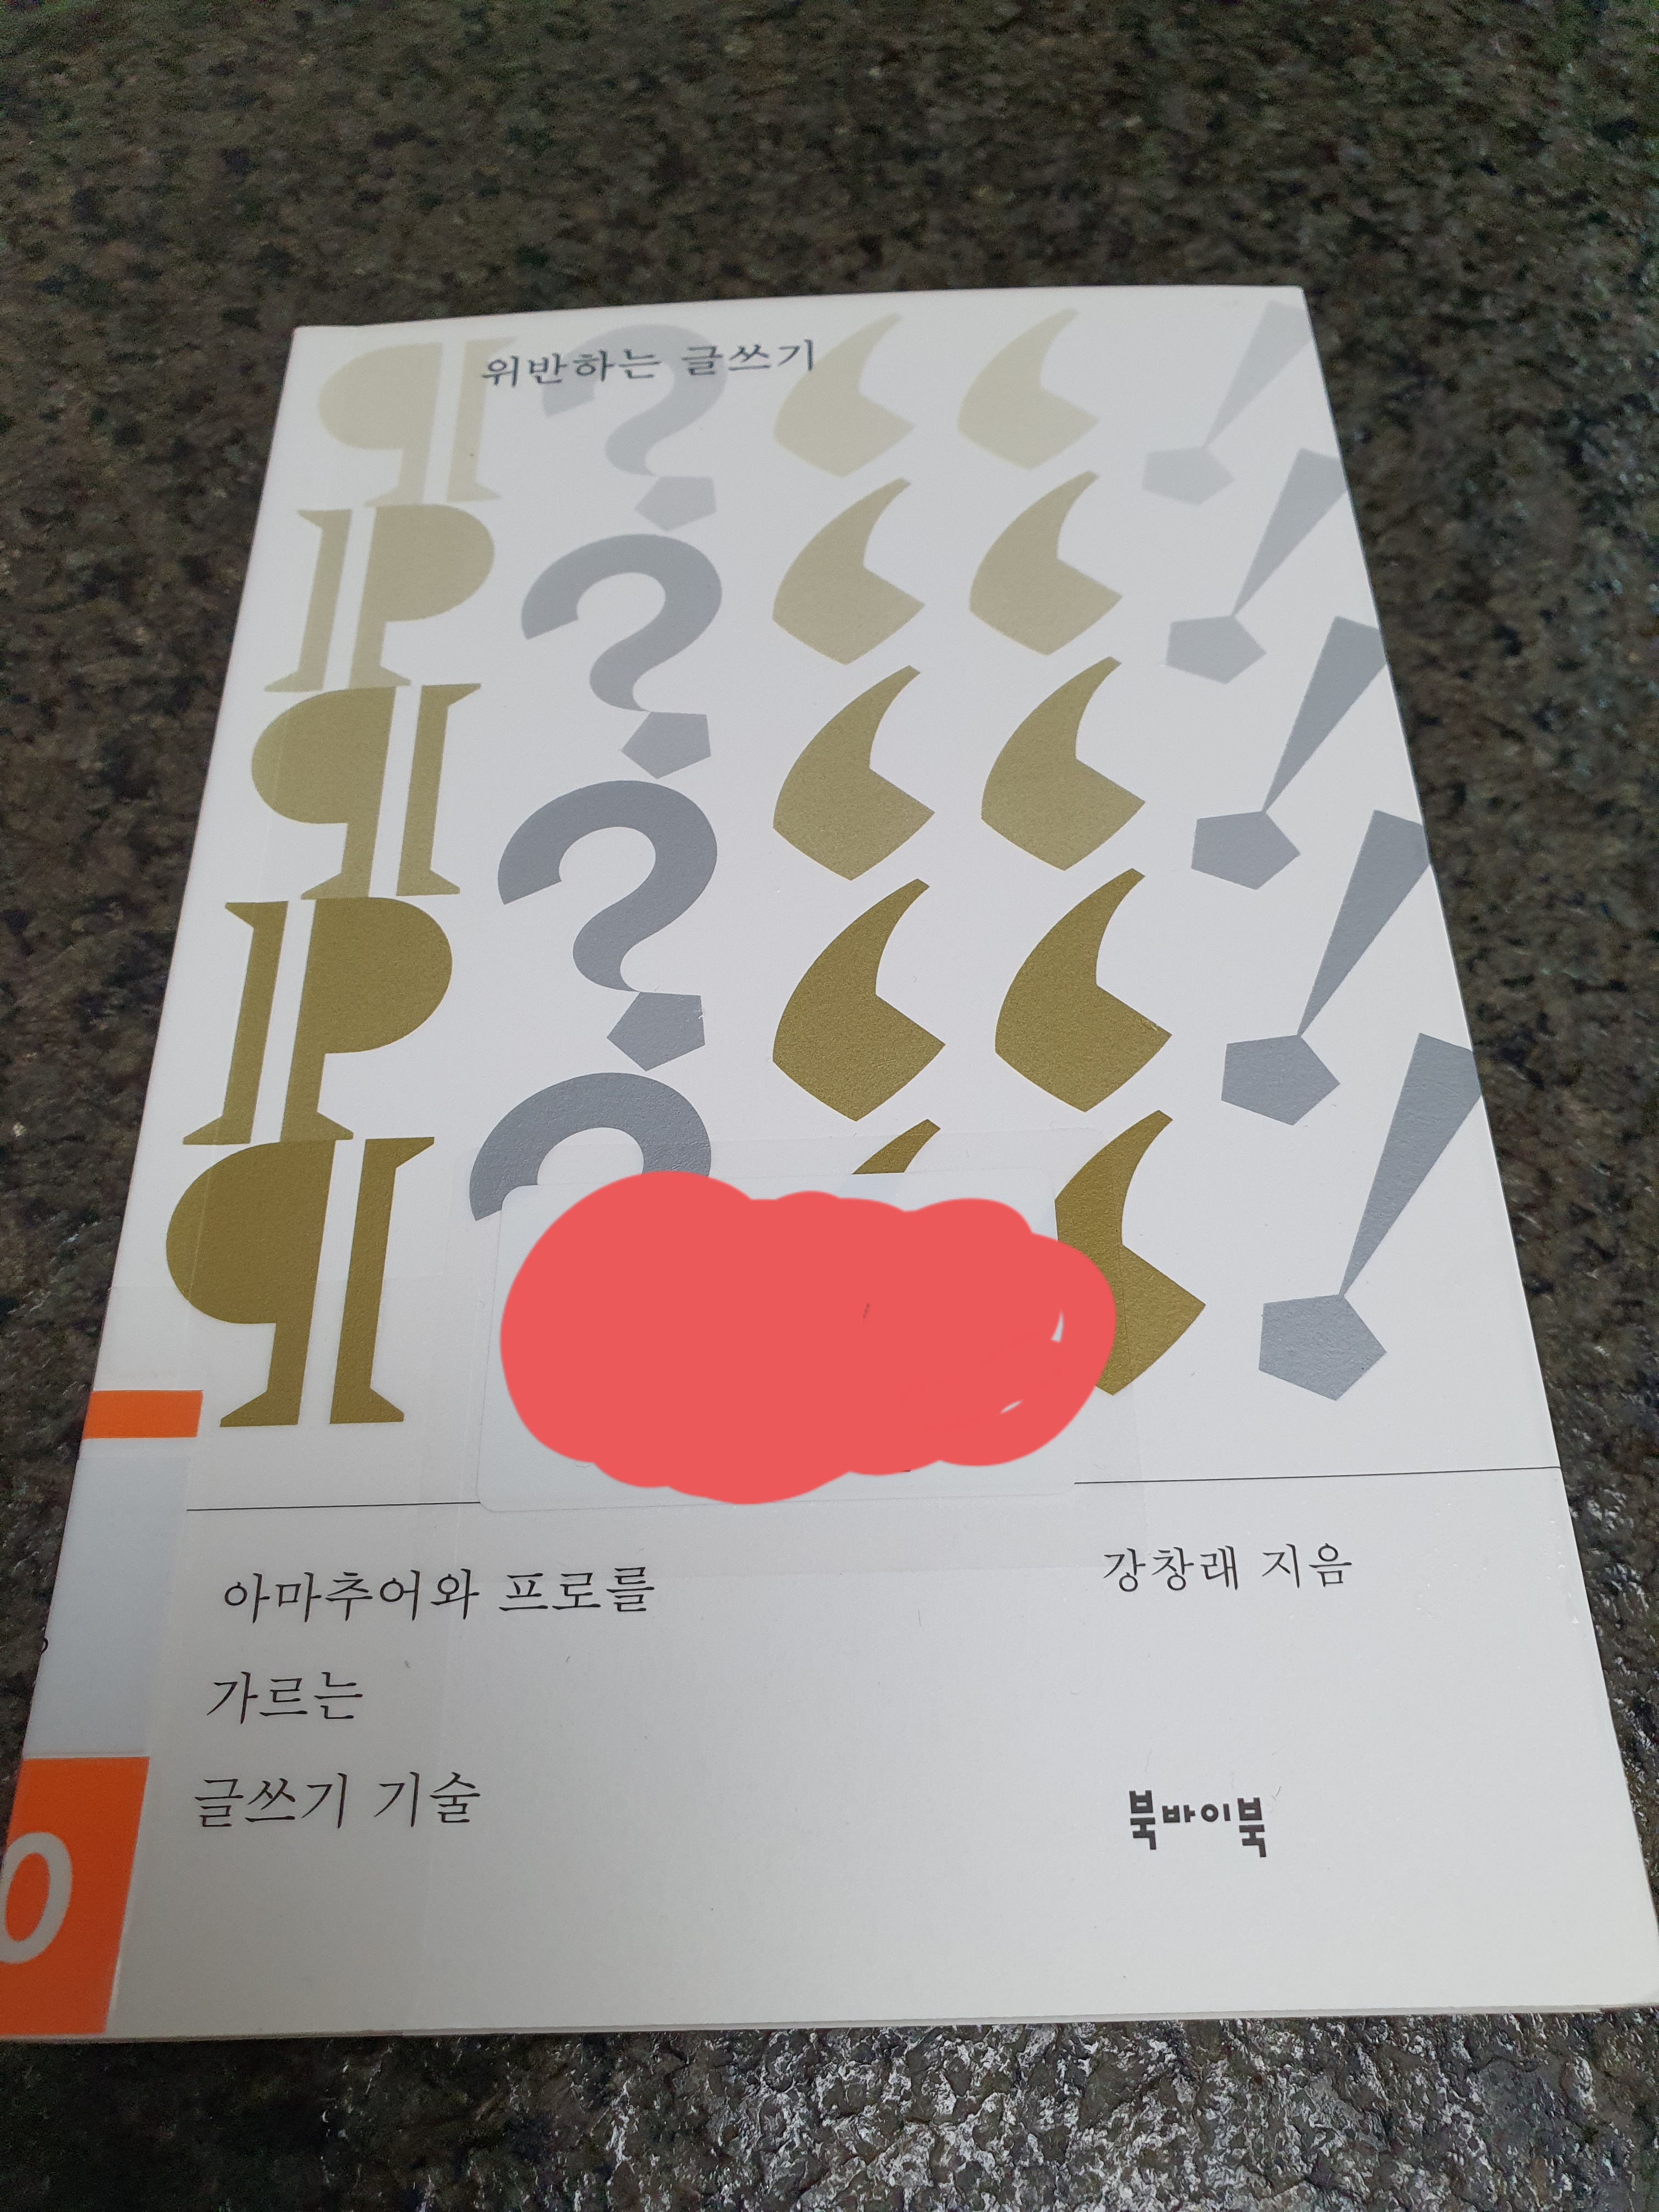 위반하는 글쓰기
아마추어와 프로를
가르는
글쓰기 기술
강창래 지음
북바이북
0